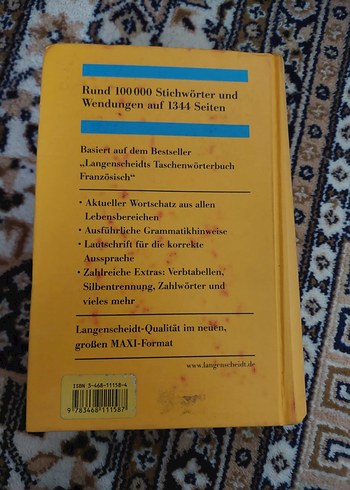 Rund 100 000 Stichwörter und
Wendungen auf 1344 Seiten
Basiert auf dem Bestseller
„Langenscheidts Taschenwörterbuch
Französisch“
• Aktueller Wortschatz aus allen
Lebensbereichen
• Ausführliche Grammatikhinweise
• Lautschrift für die korrekte
Aussprache
• Zahlreiche Extras: Verbtabellen,
Silbentrennung, Zahlwörter und
vieles mehr
Langenscheidt-Qualität im neuen,
großen MAXI-Format
www.langenscheidt.de
ISBN 3-468-11158-4
9 783468 111587